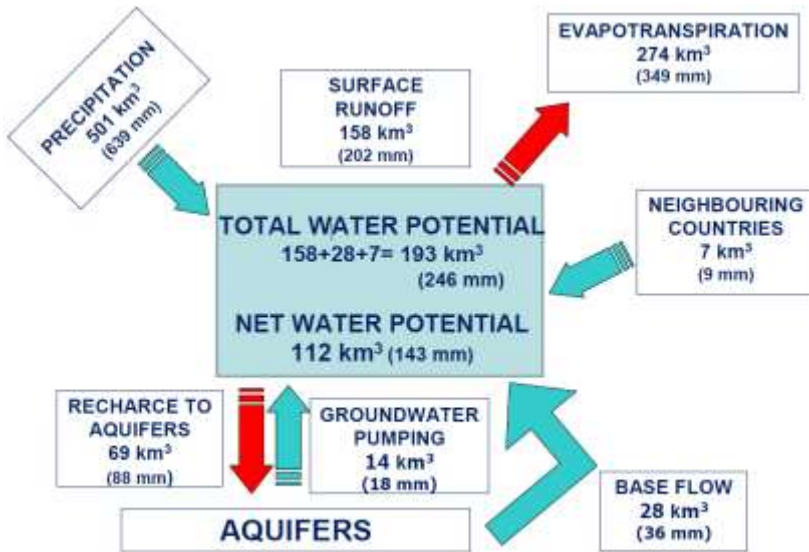 PRECIPITATION
501 km³
(639 mm)
SURFACE
RUNOFF
158 km³
(202 mm)
EVAPOTRANSPIRATION
274 km³
(349 mm)
TOTAL WATER POTENTIAL
158+28+7= 193 km³
(246 mm)
NET WATER POTENTIAL
112 km³ (143 mm)
NEIGHBOURING
COUNTRIES
7 km³
(9 mm)
RECHARCE TO
AQUIFERS
69 km³
(88 mm)
GROUNDWATER
PUMPING
14 km³
(18 mm)
BASE FLOW
28 km³
(36 mm)
AQUIFERS